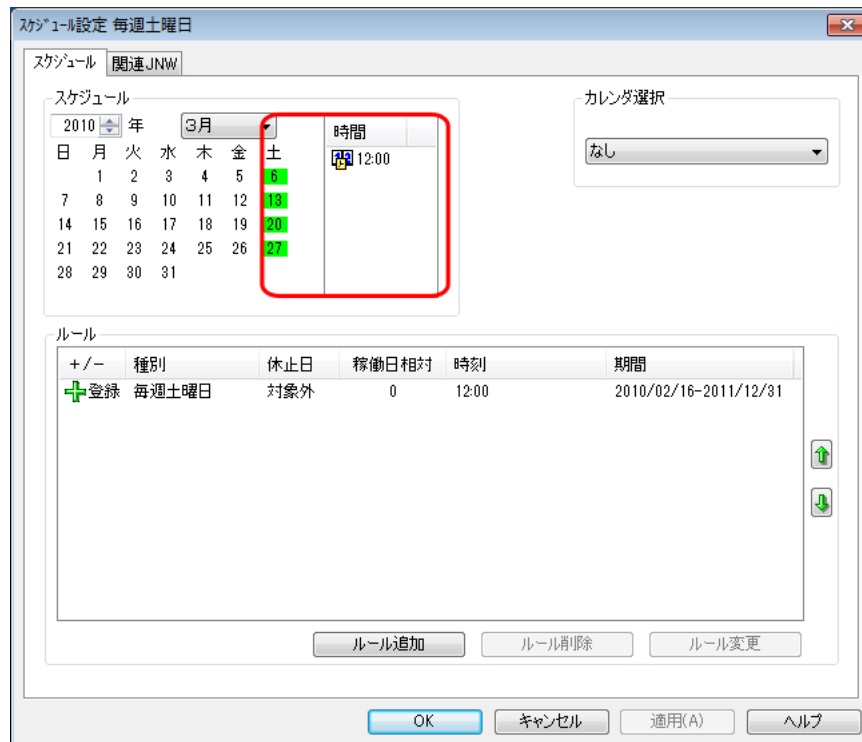 スケジュール設定 毎週土曜日
スケジュール 関連JNW
スケジュール
2010 年 3月
日 月 火 水 木 金 土
1 2 3 4 5 6
7 8 9 10 11 12 13
14 15 16 17 18 19 20
21 22 23 24 25 26 27
28 29 30 31
時間
12:00
カレンダ選択
なし
ルール
+/- 種別 休止日 稼働日相対 時刻 期間
登録 毎週土曜日 対象外 0 12:00 2010/02/16-2011/12/31
ルール追加 ルール削除 ルール変更
OK キャンセル 適用(A) ヘルプ